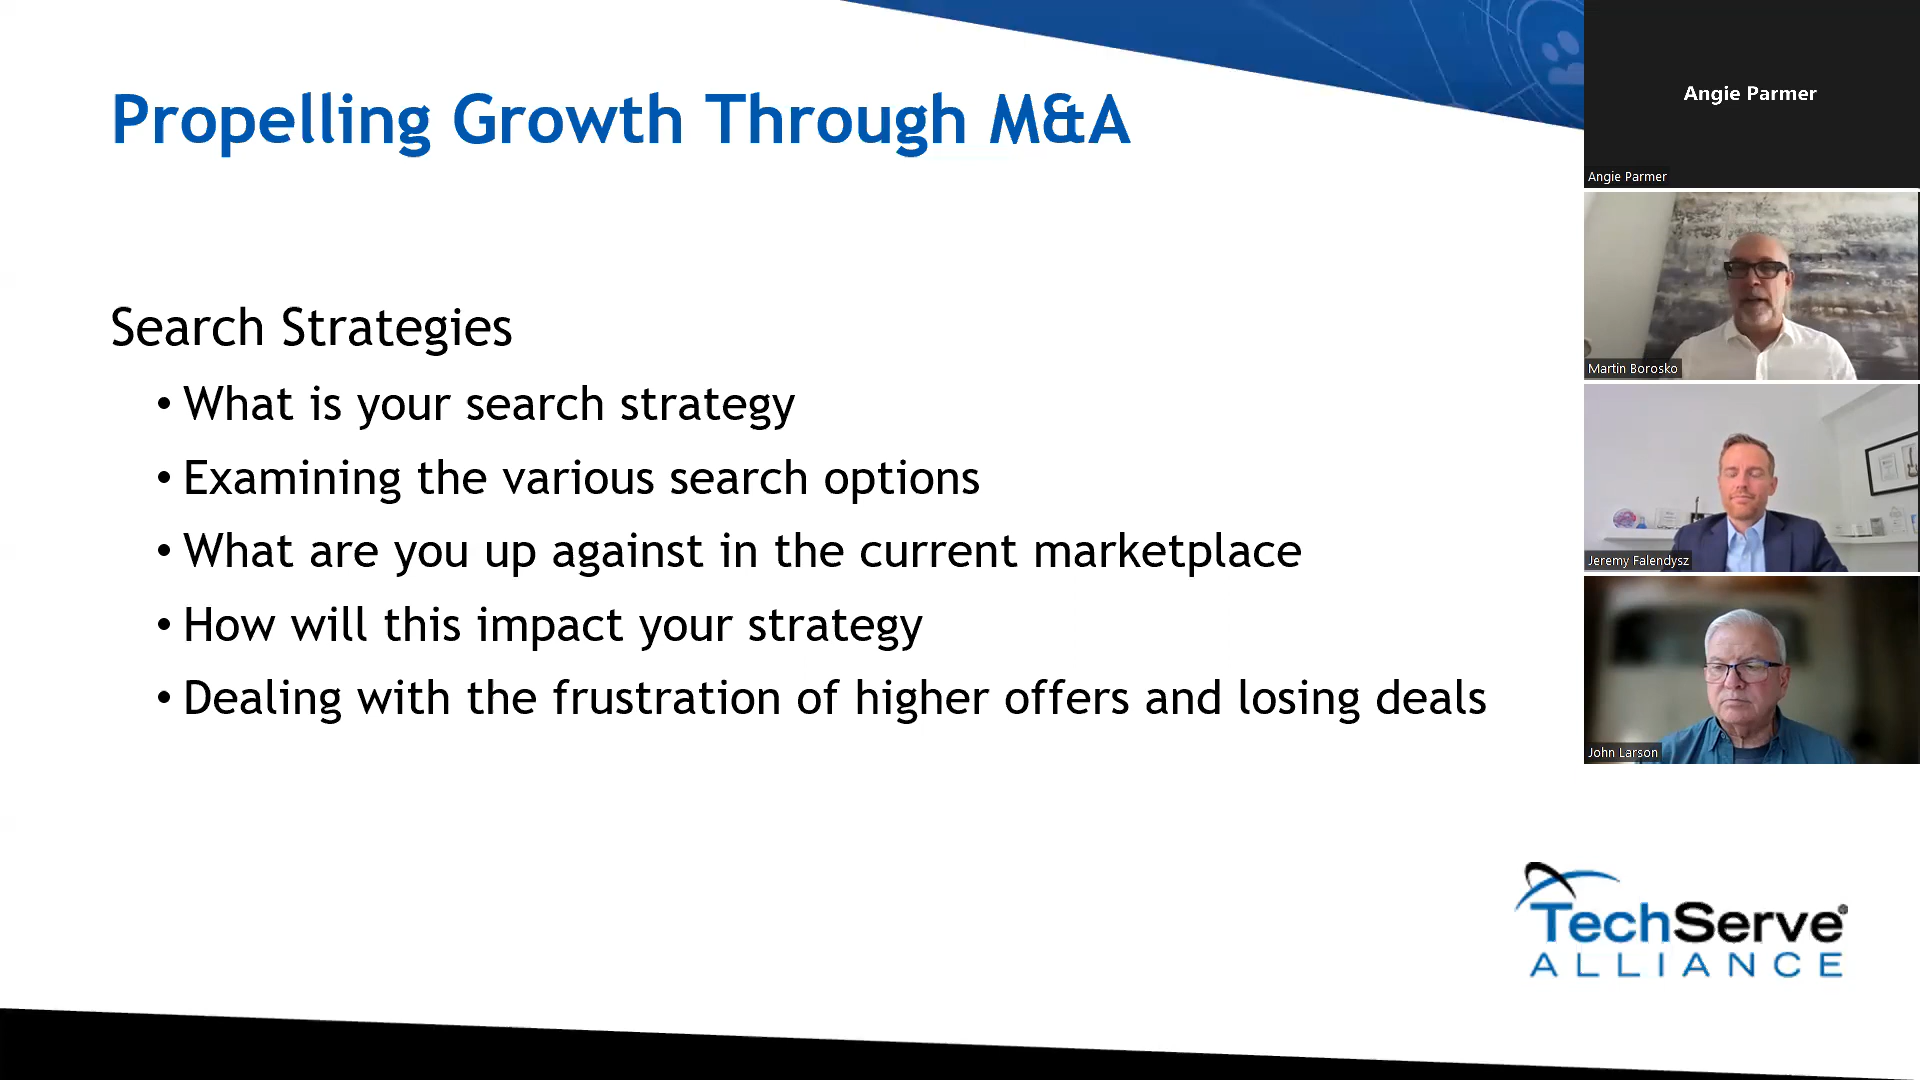 Propelling Growth Through M&A
Search Strategies
• What is your search strategy
• Examining the various search options
• What are you up against in the current marketplace
• How will this impact your strategy
• Dealing with the frustration of higher offers and losing deals
Angie Parmer
Angie Parmer
Martin Borosko
Jeremy Falendysz
John Larson
TechServe®
ALLIANCE